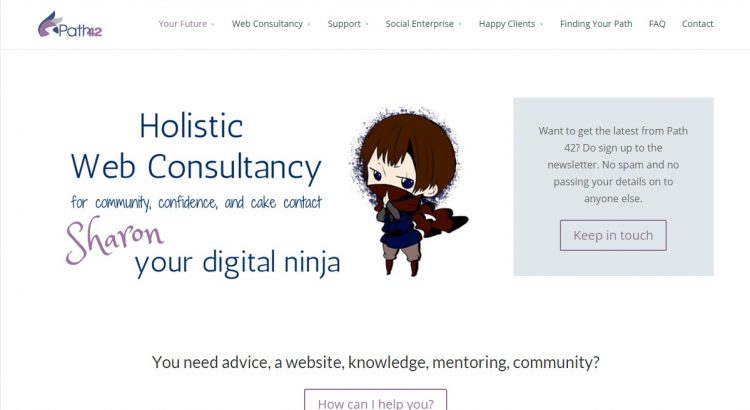 Path42
Your Future
Web Consultancy
Support
Social Enterprise
Happy Clients
Finding Your Path
FAQ
Contact
Holistic
Web Consultancy
for community, confidence, and cake contact
Sharon
your digital ninja
Want to get the latest from Path
42? Do sign up to the
newsletter. No spam and no
passing your details on to
anyone else.
Keep in touch
You need advice, a website, knowledge, mentoring, community?
How can I help you?